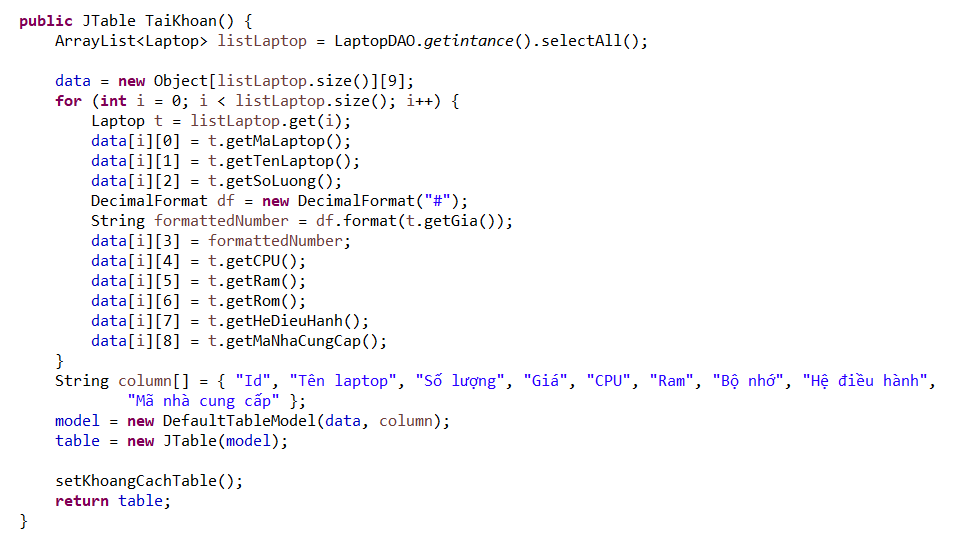 public JTable TaiKhoan() {
    ArrayList<Laptop> listLaptop = LaptopDAO.getintance().selectAll();

    data = new Object[listLaptop.size()][9];
    for (int i = 0; i < listLaptop.size(); i++) {
        Laptop t = listLaptop.get(i);
        data[i][0] = t.getMaLaptop();
        data[i][1] = t.getTenLaptop();
        data[i][2] = t.getSoLuong();
        DecimalFormat df = new DecimalFormat("#");
        String formattedNumber = df.format(t.getGia());
        data[i][3] = formattedNumber;
        data[i][4] = t.getCPU();
        data[i][5] = t.getRam();
        data[i][6] = t.getRom();
        data[i][7] = t.getHeDieuHanh();
        data[i][8] = t.getMaNhaCungCap();
    }
    String column[] = { "Id", "Tên laptop", "Số lượng", "Giá", "CPU", "Ram", "Bộ nhớ", "Hệ điều hành",
            "Mã nhà cung cấp" };
    model = new DefaultTableModel(data, column);
    table = new JTable(model);

    setKhoangCachTable();
    return table;
}